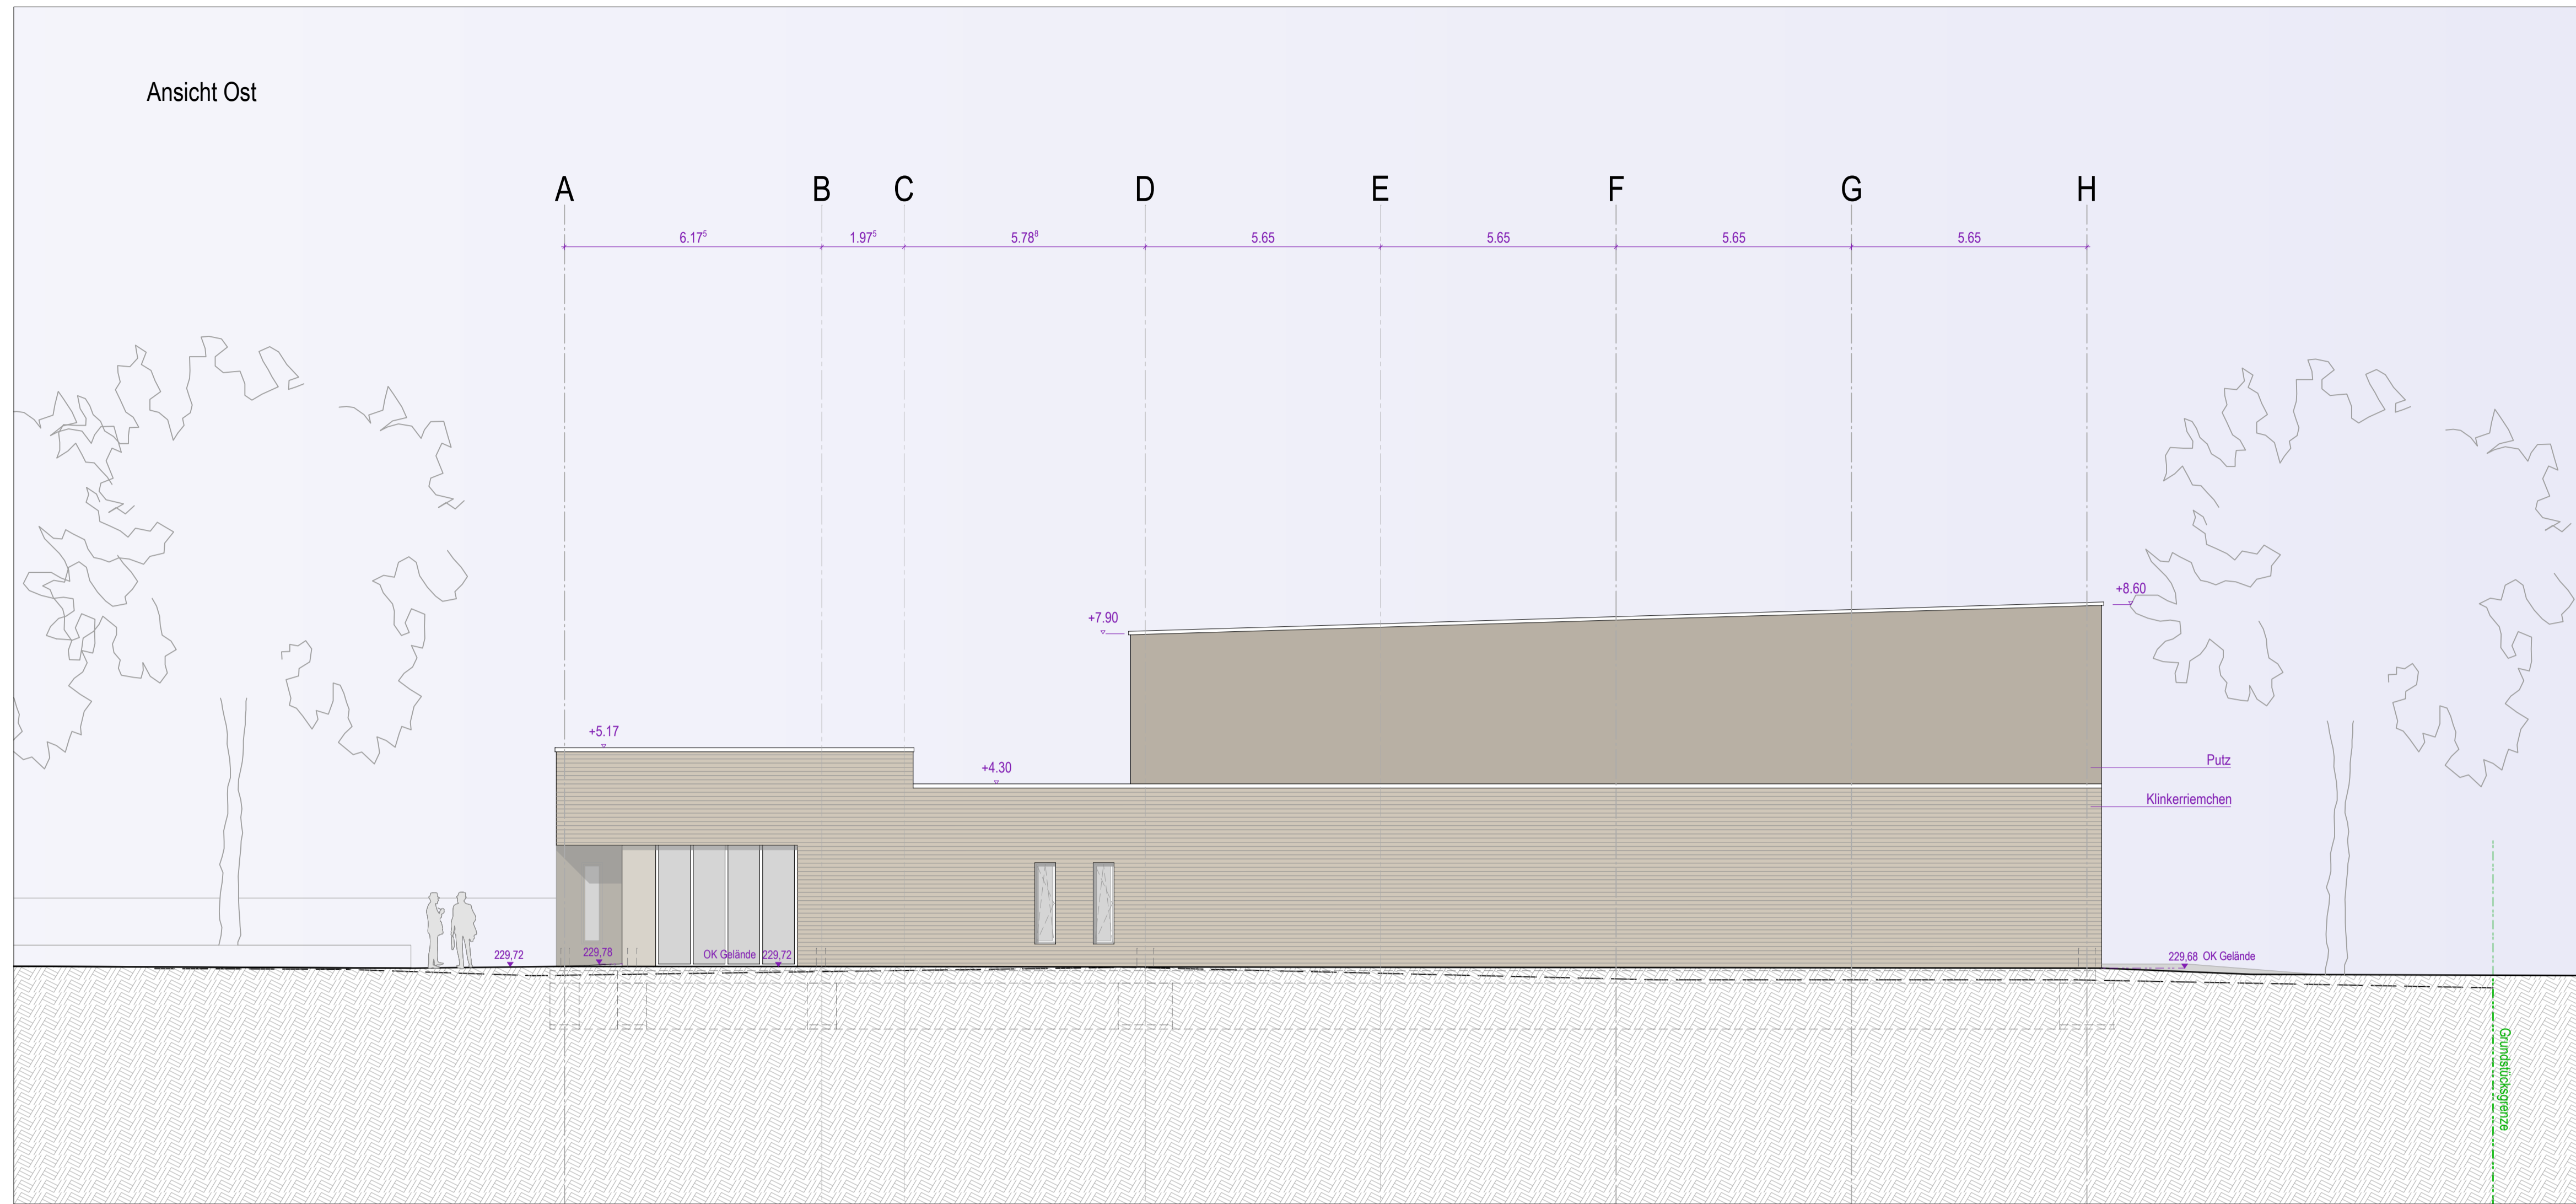 Ansicht Ost
A B C D E F G H
6.17⁵ 1.97⁵ 5.78⁸ 5.65 5.65 5.65 5.65
+8.60
+7.90
+5.17
Putz
+4.30
Klinkerriemchen
229,72 229,78 OK Gelände 229,72 229,68 OK Gelände
Grundstücksgrenze